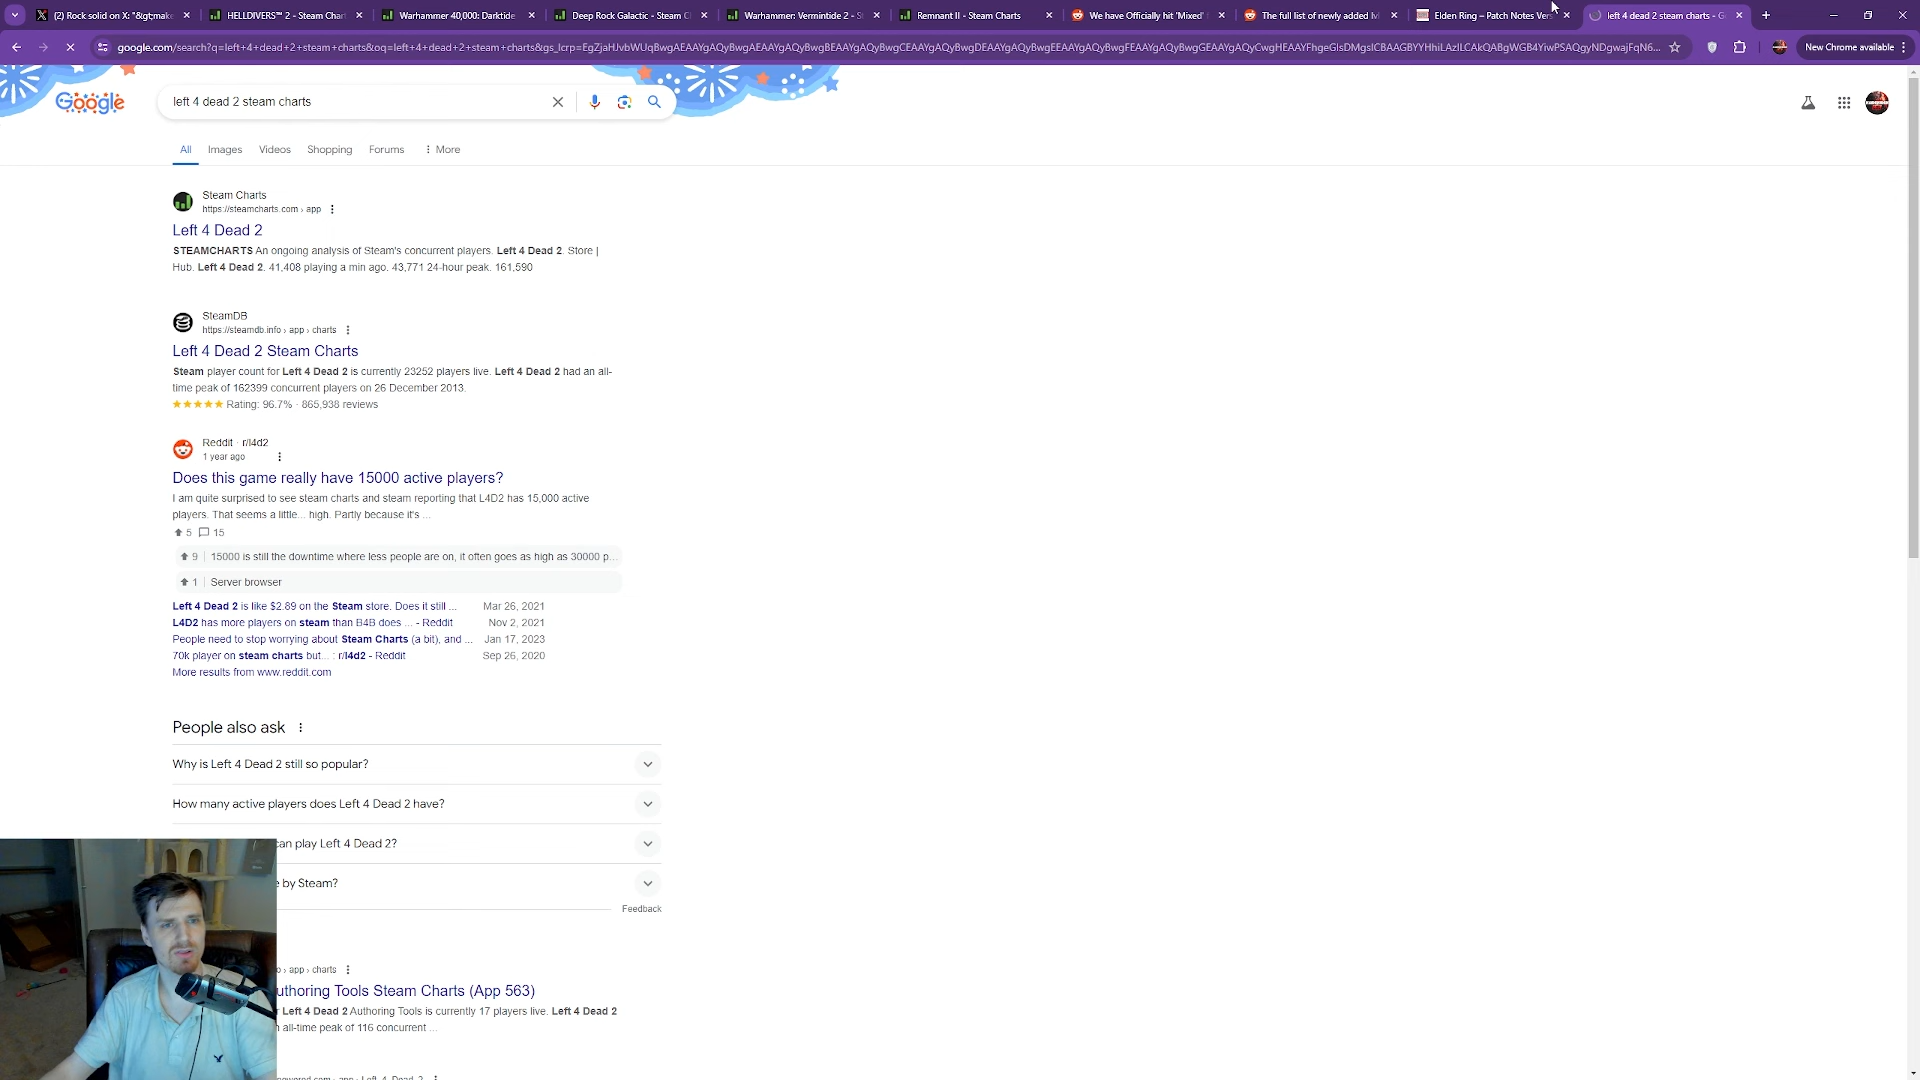 (2) Rock solid on X: "&gt;make
HELLDIVERS™ 2 - Steam Char
Warhammer 40,000: Darktide
Deep Rock Galactic - Steam C
Warhammer: Vermintide 2 - S
Remnant II - Steam Charts
We have Officially hit 'Mixed'
The full list of newly added
Elden Ring – Patch Notes Vers
left 4 dead 2 steam charts - G
New Chrome available
Google
left 4 dead 2 steam charts
All
Images
Videos
Shopping
Forums
More
Steam Charts
https://steamcharts.com › app
Left 4 Dead 2
STEAMCHARTS An ongoing analysis of Steam's concurrent players. Left 4 Dead 2. Store |
Hub. Left 4 Dead 2. 41,408 playing a min ago. 43,771 24-hour peak. 161,590
SteamDB
https://steamdb.info › app › charts
Left 4 Dead 2 Steam Charts
Steam player count for Left 4 Dead 2 is currently 23252 players live. Left 4 Dead 2 had an all-
time peak of 162399 concurrent players on 26 December 2013.
Rating: 96.7% · 865,938 reviews
Reddit · r/l4d2
1 year ago
Does this game really have 15000 active players?
I am quite surprised to see steam charts and steam reporting that L4D2 has 15,000 active
players. That seems a little... high. Partly because it's ...
5 15
9 15000 is still the downtime where less people are on, it often goes as high as 30000 p...
1 Server browser
Left 4 Dead 2 is like $2.89 on the Steam store. Does it still ... Mar 26, 2021
L4D2 has more players on steam than B4B does ... - Reddit Nov 2, 2021
People need to stop worrying about Steam Charts (a bit), and ... Jan 17, 2023
70k player on steam charts but... : r/l4d2 - Reddit Sep 26, 2020
More results from www.reddit.com
People also ask
Why is Left 4 Dead 2 still so popular?
How many active players does Left 4 Dead 2 have?
can play Left 4 Dead 2?
e by Steam?
Feedback
› app › charts
uthoring Tools Steam Charts (App 563)
Left 4 Dead 2 Authoring Tools is currently 17 players live. Left 4 Dead 2
all-time peak of 116 concurrent ...